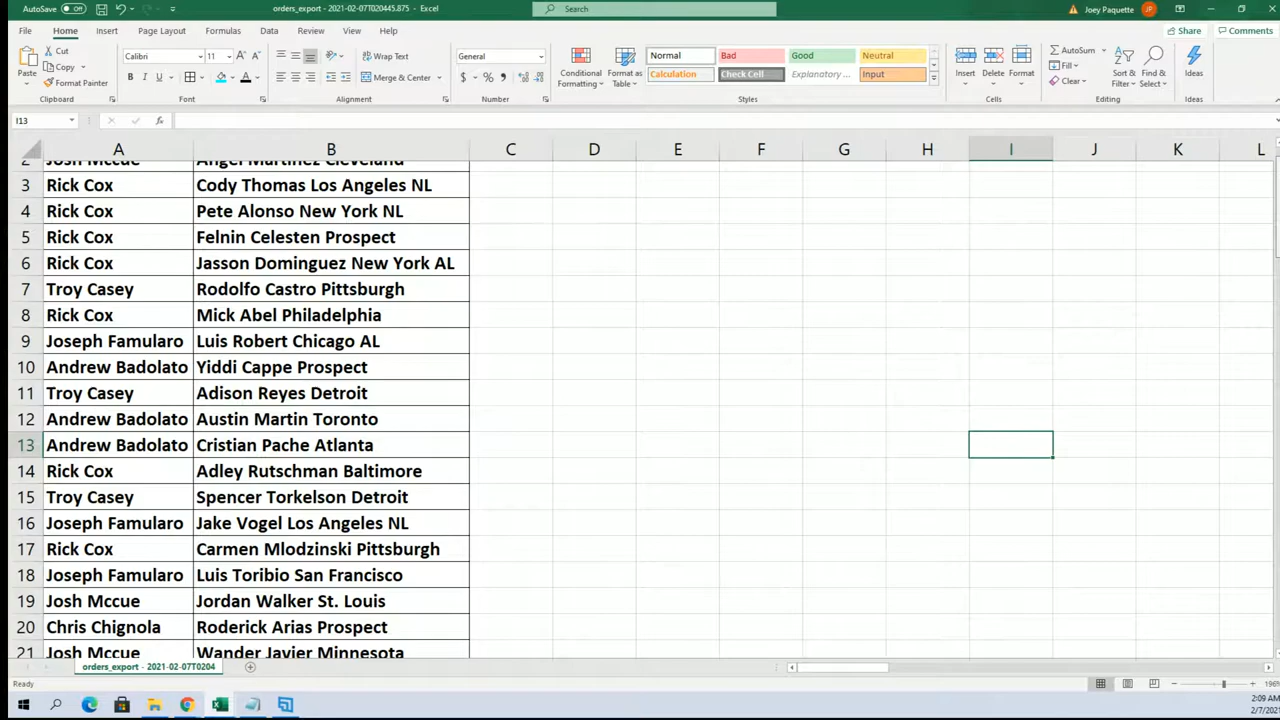 AutoSave Off orders_export - 2021-02-07T020445.875 - Excel Search Joey Paquette JP
File Home Insert Page Layout Formulas Data Review View Help Share Comments
Paste Cut Copy Format Painter Clipboard
Calibri 11 B I U A Font
Wrap Text Merge & Center Alignment
General $ % Number
Conditional Formatting Format as Table
Normal Bad Good Neutral
Calculation Check Cell Explanatory ... Input
Styles
Insert Delete Format Cells
AutoSum Fill Clear Sort & Filter Find & Select Editing
Ideas Ideas
I13 fx
A B C D E F G H I J K L
2 Josh Mccue Angel Martinez Cleveland
3 Rick Cox Cody Thomas Los Angeles NL
4 Rick Cox Pete Alonso New York NL
5 Rick Cox Felnin Celesten Prospect
6 Rick Cox Jasson Dominguez New York AL
7 Troy Casey Rodolfo Castro Pittsburgh
8 Rick Cox Mick Abel Philadelphia
9 Joseph Famularo Luis Robert Chicago AL
10 Andrew Badolato Yiddi Cappe Prospect
11 Troy Casey Adison Reyes Detroit
12 Andrew Badolato Austin Martin Toronto
13 Andrew Badolato Cristian Pache Atlanta
14 Rick Cox Adley Rutschman Baltimore
15 Troy Casey Spencer Torkelson Detroit
16 Joseph Famularo Jake Vogel Los Angeles NL
17 Rick Cox Carmen Mlodzinski Pittsburgh
18 Joseph Famularo Luis Toribio San Francisco
19 Josh Mccue Jordan Walker St. Louis
20 Chris Chignola Roderick Arias Prospect
21 Josh Mccue Wander Javier Minnesota
orders_export - 2021-02-07T0204
Ready 196%
2:09 AM